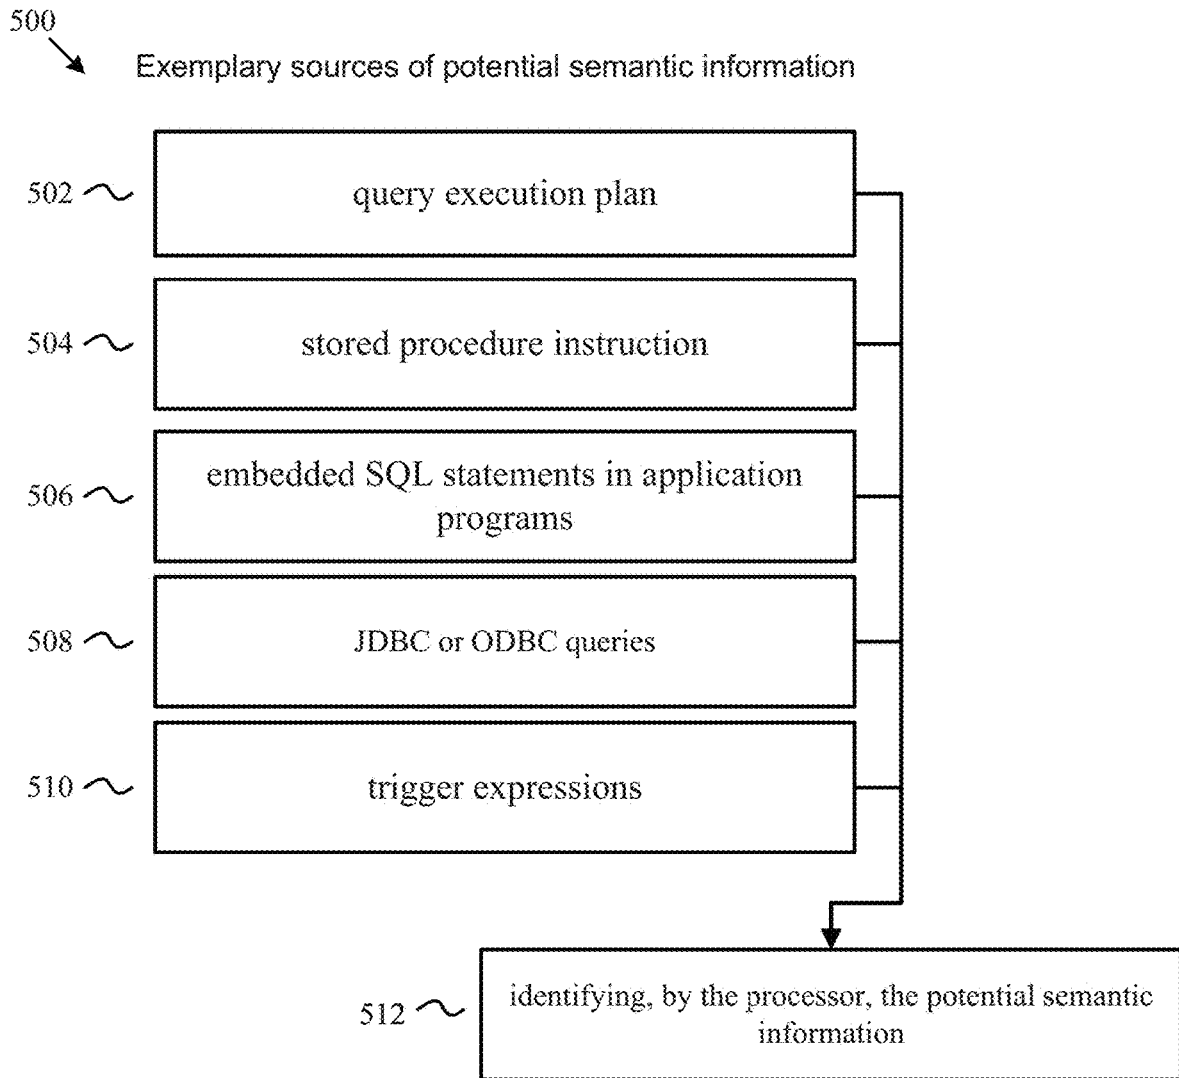 500
Exemplary sources of potential semantic information
502
query execution plan
504
stored procedure instruction
506
embedded SQL statements in application
programs
508
JDBC or ODBC queries
510
trigger expressions
512
identifying, by the processor, the potential semantic
information